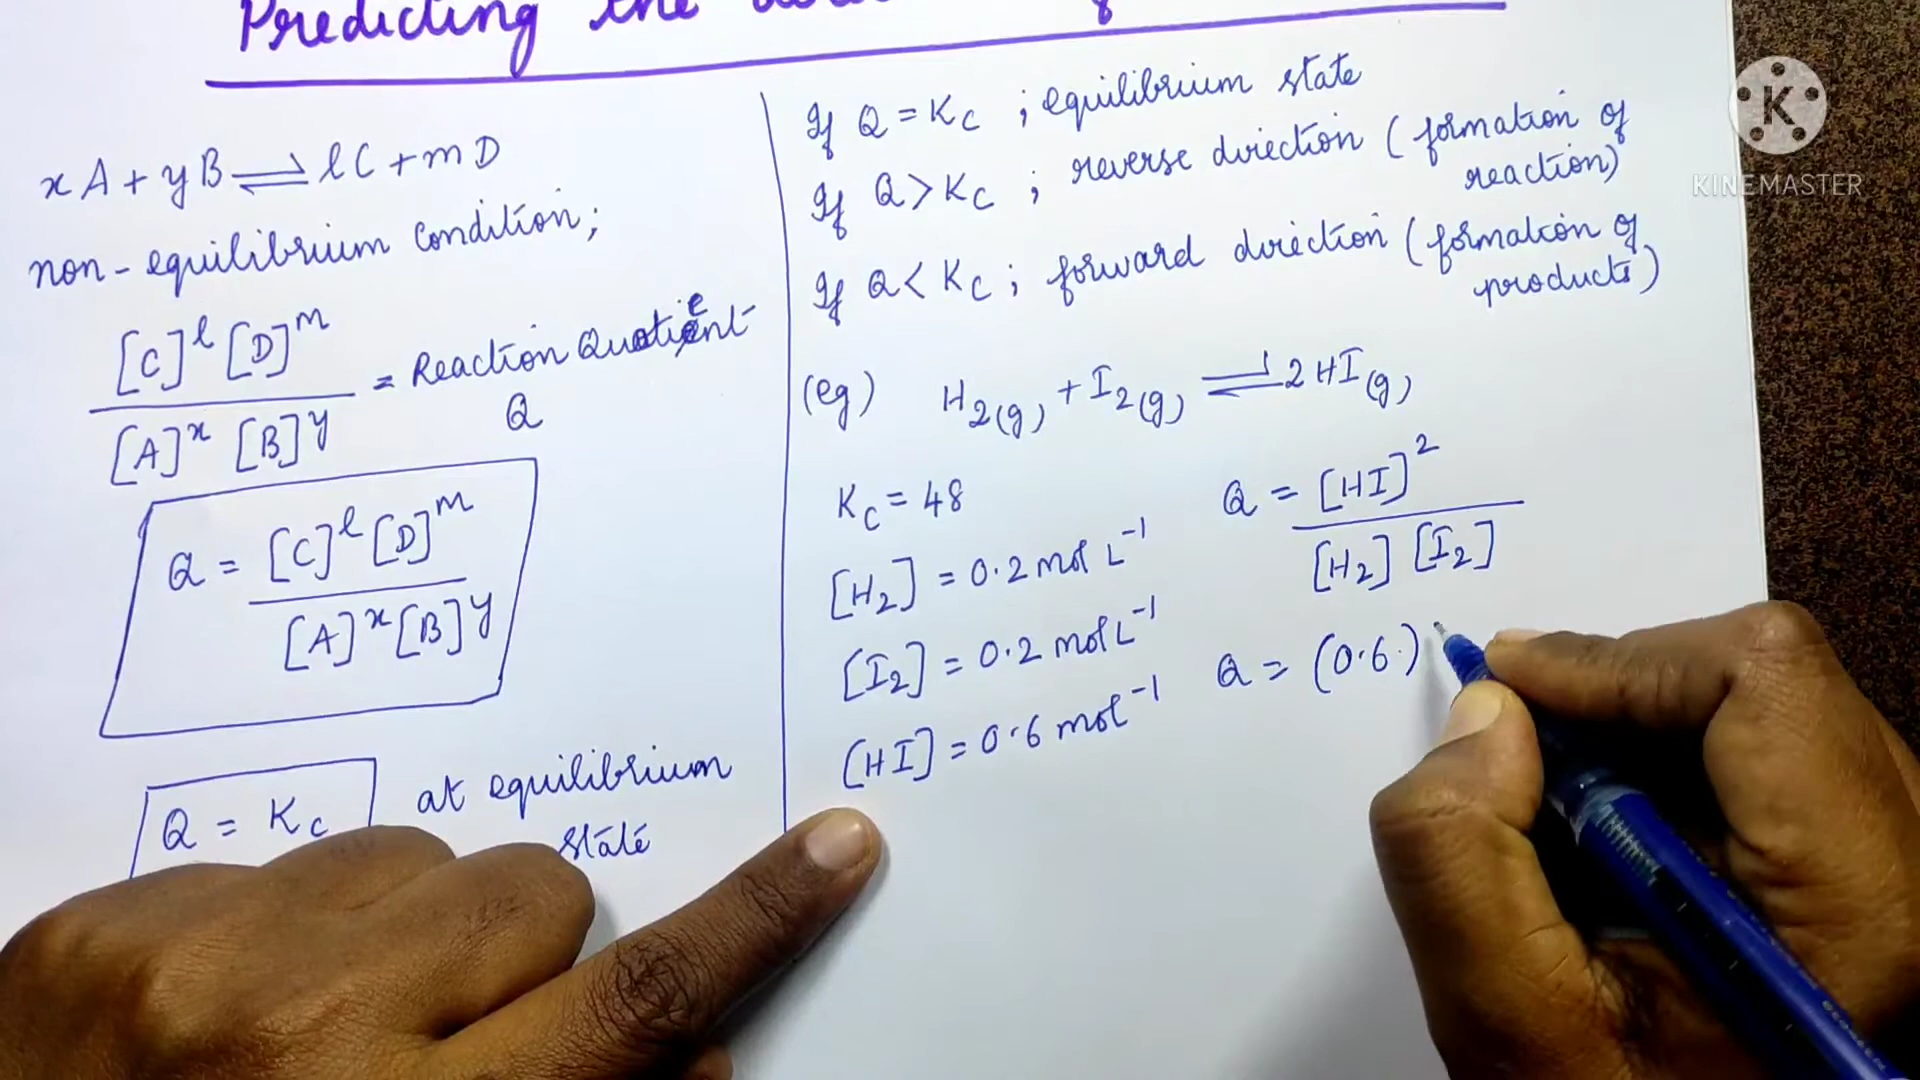 Predicting the
xA + yB ⇌ lC + mD
non-equilibrium condition;
[C]^l [D]^m
= Reaction Quotient
[A]^x [B]^y
Q
Q = [C]^l [D]^m
[A]^x [B]^y
Q = Kc at equilibrium
state
If Q = Kc ; equilibrium state
If Q > Kc ; reverse direction (formation of
reaction)
If Q < Kc ; forward direction (formation of
products)
(eg) H2(g) + I2(g) ⇌ 2HI(g)
Kc = 48
[H2] = 0.2 mol L^-1
[I2] = 0.2 mol L^-1
[HI] = 0.6 mol^-1
Q = [HI]^2
[H2] [I2]
Q = (0.6)
K
KINEMASTER